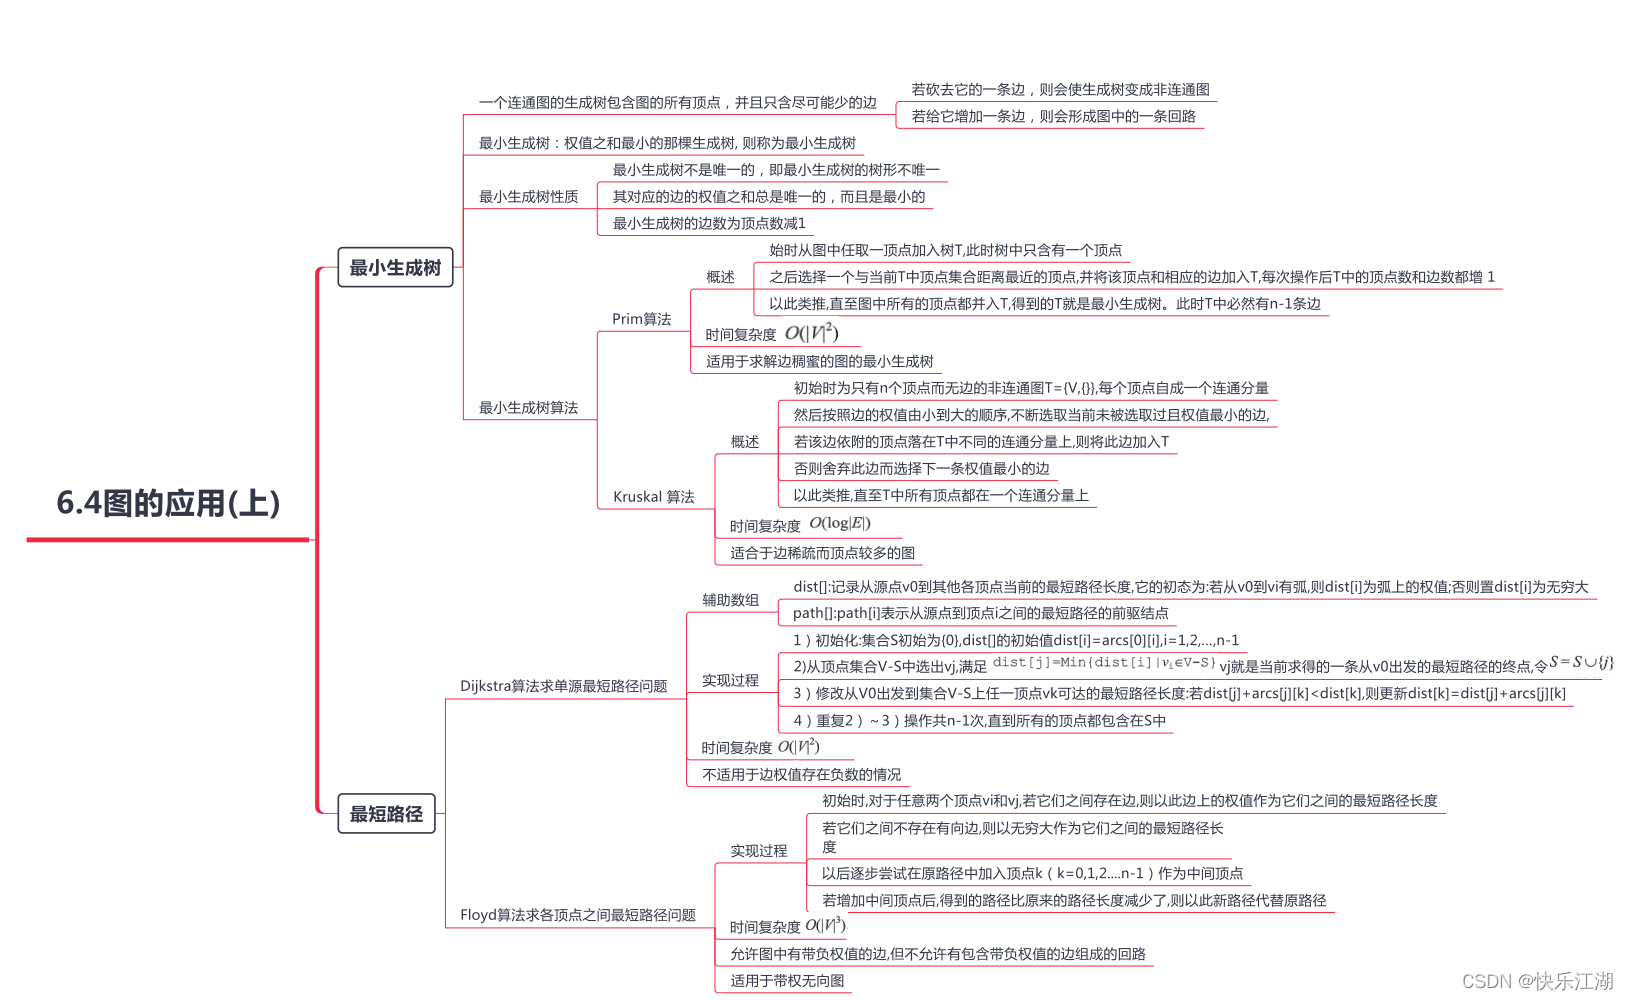 6.4图的应用(上)
最小生成树
一个连通图的生成树包含图的所有顶点，并且只含尽可能少的边
若砍去它的一条边，则会使生成树变成非连通图
若给它增加一条边，则会形成图中的一条回路
最小生成树：权值之和最小的那棵生成树, 则称为最小生成树
最小生成树性质
最小生成树不是唯一的，即最小生成树的树形不唯一
其对应的边的权值之和总是唯一的，而且是最小的
最小生成树的边数为顶点数减1
最小生成树算法
Prim算法
概述
始时从图中任取一顶点加入树T,此时树中只含有一个顶点
之后选择一个与当前T中顶点集合距离最近的顶点,并将该顶点和相应的边加入T,每次操作后T中的顶点数和边数都增 1
以此类推,直至图中所有的顶点都并入T,得到的T就是最小生成树。此时T中必然有n-1条边
时间复杂度 O(|V|²)
适用于求解边稠蜜的图的最小生成树
Kruskal 算法
概述
初始时为只有n个顶点而无边的非连通图T={V,{}},每个顶点自成一个连通分量
然后按照边的权值由小到大的顺序,不断选取当前未被选取过且权值最小的边,
若该边依附的顶点落在T中不同的连通分量上,则将此边加入T
否则舍弃此边而选择下一条权值最小的边
以此类推,直至T中所有顶点都在一个连通分量上
时间复杂度 O(log|E|)
适合于边稀疏而顶点较多的图
最短路径
Dijkstra算法求单源最短路径问题
辅助数组
dist[]:记录从源点v0到其他各顶点当前的最短路径长度,它的初态为:若从v0到vi有弧,则dist[i]为弧上的权值;否则置dist[i]为无穷大
path[]:path[i]表示从源点到顶点i之间的最短路径的前驱结点
实现过程
1）初始化:集合S初始为{0},dist[]的初始值dist[i]=arcs[0][i],i=1,2,...,n-1
2)从顶点集合V-S中选出vj,满足 dist[j]=Min{dist[i]|vᵢ∈V-S} vj就是当前求得的一条从v0出发的最短路径的终点,令S = S∪{j}
3）修改从V0出发到集合V-S上任一顶点vk可达的最短路径长度:若dist[j]+arcs[j][k]<dist[k],则更新dist[k]=dist[j]+arcs[j][k]
4）重复2）~3）操作共n-1次,直到所有的顶点都包含在S中
时间复杂度 O(|V|²)
不适用于边权值存在负数的情况
Floyd算法求各顶点之间最短路径问题
实现过程
初始时,对于任意两个顶点vi和vj,若它们之间存在边,则以此边上的权值作为它们之间的最短路径长度
若它们之间不存在有向边,则以无穷大作为它们之间的最短路径长
度
以后逐步尝试在原路径中加入顶点k（k=0,1,2....n-1）作为中间顶点
若增加中间顶点后,得到的路径比原来的路径长度减少了,则以此新路径代替原路径
时间复杂度 O(|V|³)
允许图中有带负权值的边,但不允许有包含带负权值的边组成的回路
适用于带权无向图
CSDN @快乐江湖